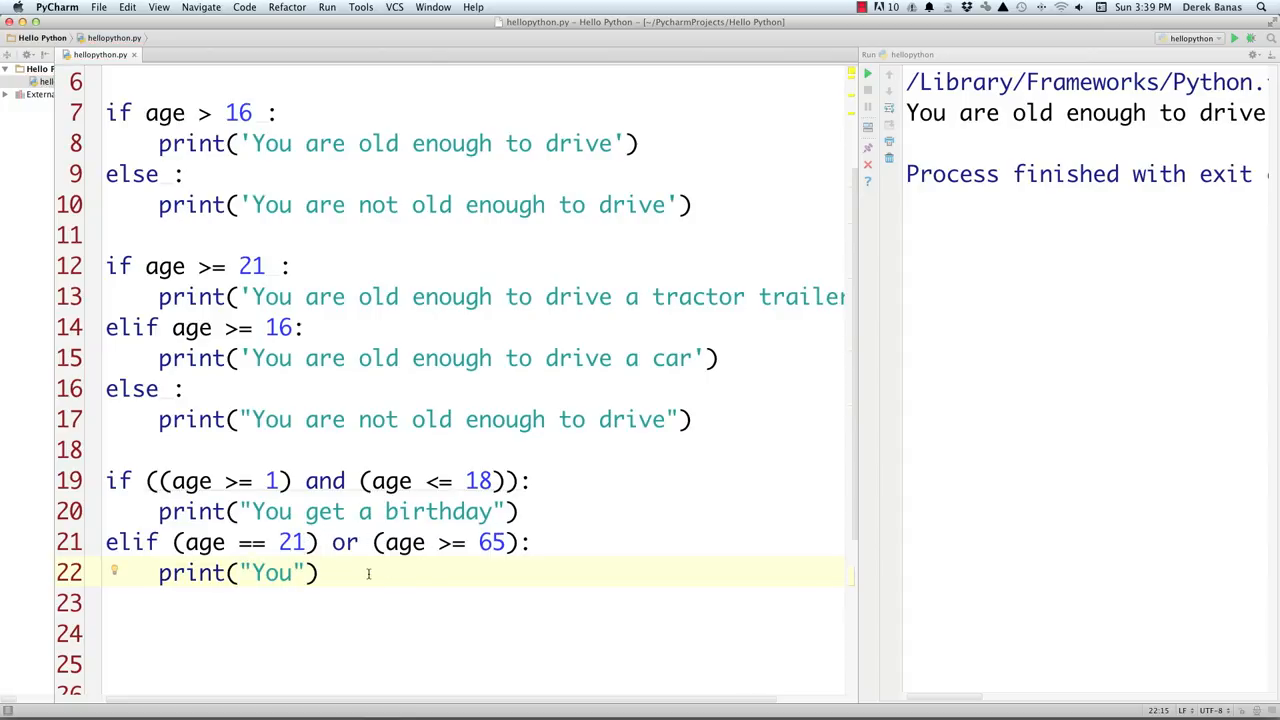 PyCharm File Edit View Navigate Code Refactor Run Tools VCS Window Help 10 Sun 3:39 PM Derek Banas
hellopython.py - Hello Python - [~/PycharmProjects/Hello Python]
Hello Python hellopython.py hellopython
hellopython.py Run hellopython
Hello P
hell
Externa
6
7 if age > 16 :
8 print('You are old enough to drive')
9 else :
10 print('You are not old enough to drive')
11
12 if age >= 21 :
13 print('You are old enough to drive a tractor trailer
14 elif age >= 16:
15 print('You are old enough to drive a car')
16 else :
17 print("You are not old enough to drive")
18
19 if ((age >= 1) and (age <= 18)):
20 print("You get a birthday")
21 elif (age == 21) or (age >= 65):
22 print("You")
23
24
25
26
/Library/Frameworks/Python.
You are old enough to drive
Process finished with exit
22:15 LF UTF-8